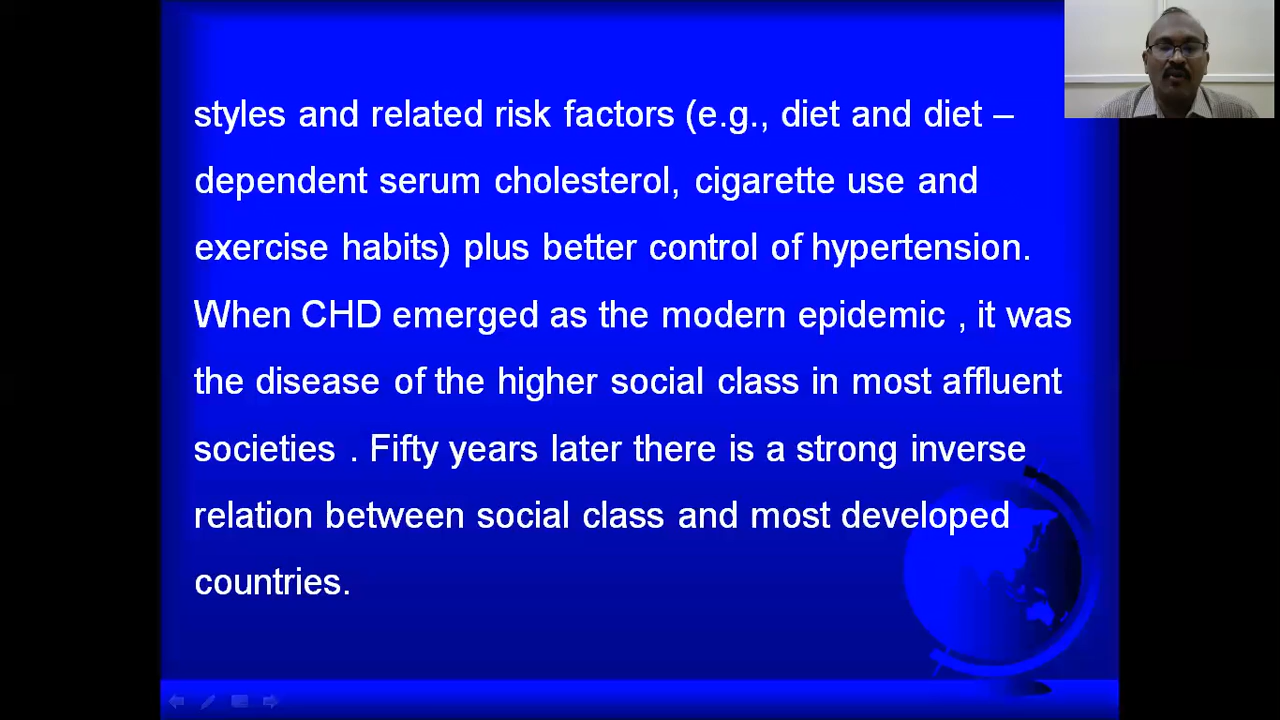 styles and related risk factors (e.g., diet and diet –
dependent serum cholesterol, cigarette use and
exercise habits) plus better control of hypertension.
When CHD emerged as the modern epidemic , it was
the disease of the higher social class in most affluent
societies . Fifty years later there is a strong inverse
relation between social class and most developed
countries.